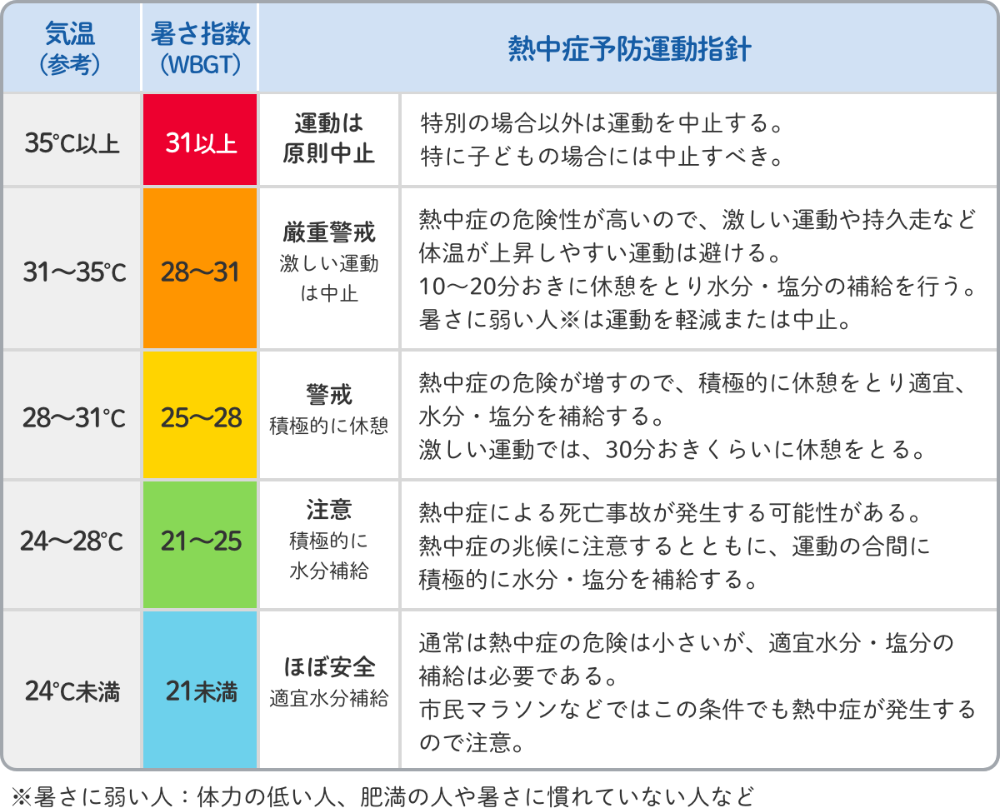 気温
（参考）
暑さ指数
（WBGT）
熱中症予防運動指針
35℃以上
31以上
運動は
原則中止
特別の場合以外は運動を中止する。
特に子どもの場合には中止すべき。
31～35℃
28～31
厳重警戒
激しい運動
は中止
熱中症の危険性が高いので、激しい運動や持久走など
体温が上昇しやすい運動は避ける。
10～20分おきに休憩をとり水分・塩分の補給を行う。
暑さに弱い人※は運動を軽減または中止。
28～31℃
25～28
警戒
積極的に休憩
熱中症の危険が増すので、積極的に休憩をとり適宜、
水分・塩分を補給する。
激しい運動では、30分おきくらいに休憩をとる。
24～28℃
21～25
注意
積極的に
水分補給
熱中症による死亡事故が発生する可能性がある。
熱中症の兆候に注意するとともに、運動の合間に
積極的に水分・塩分を補給する。
24℃未満
21未満
ほぼ安全
適宜水分補給
通常は熱中症の危険は小さいが、適宜水分・塩分の
補給は必要である。
市民マラソンなどではこの条件でも熱中症が発生する
ので注意。
※暑さに弱い人：体力の低い人、肥満の人や暑さに慣れていない人など